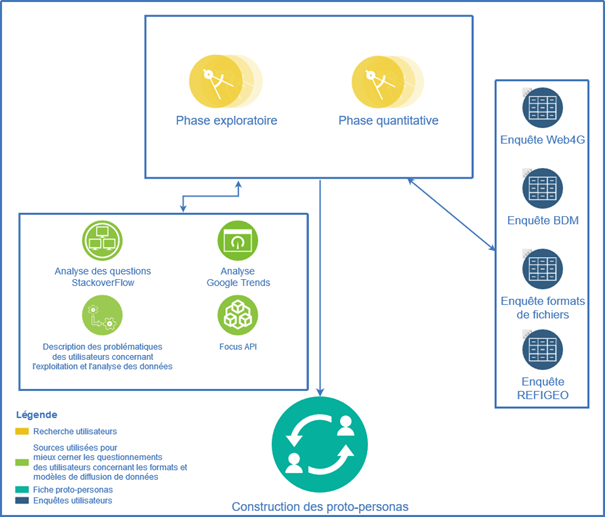 Phase exploratoire
Phase quantitative
Enquête Web4G
Enquête BDM
Enquête formats
de fichiers
Enquête
REFIGEO
Analyse des questions
StackoverFlow
Analyse
Google Trends
Description des problématiques
des utilisateurs concernant
l'exploitation et l'analyse des données
Focus API
Légende
Recherche utilisateurs
Sources utilisées pour
mieux cerner les questionnements
des utilisateurs concernant les formats et
modèles de diffusion de données
Fiche proto-personas
Enquêtes utilisateurs
Construction des proto-personas